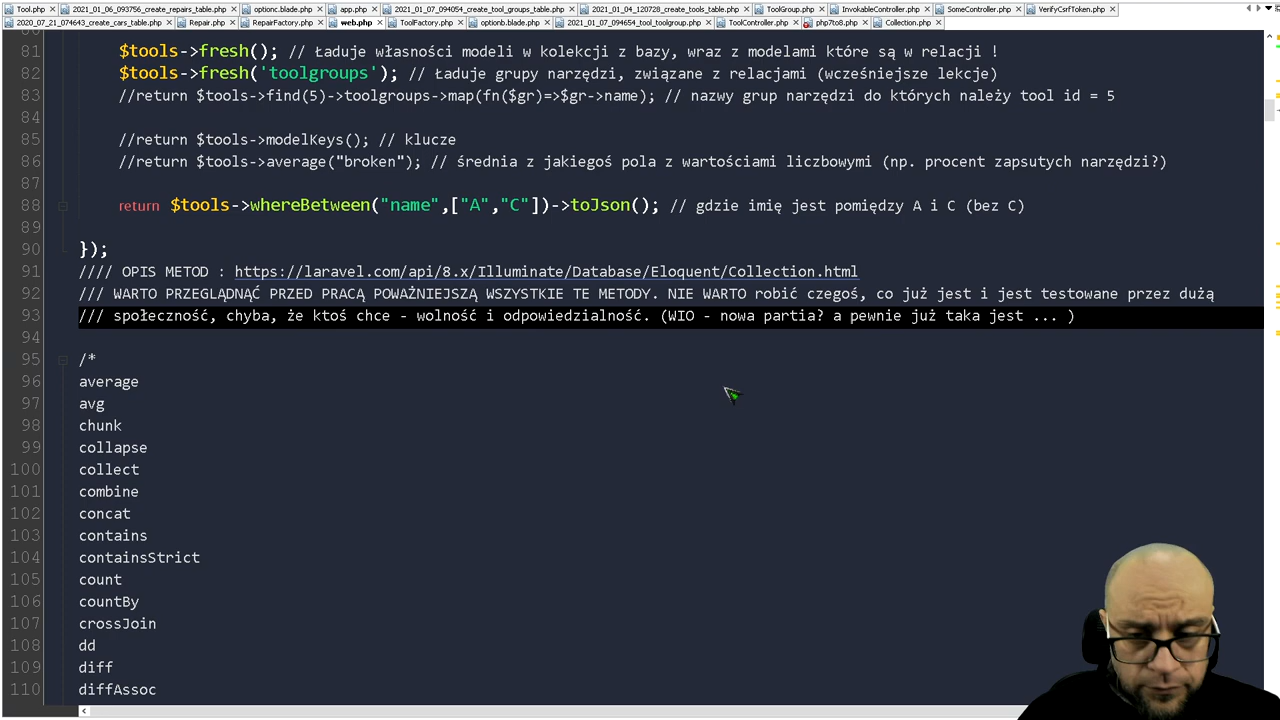 Tool.php 2021_01_06_093756_create_repairs_table.php optionc.blade.php app.php 2021_01_07_094054_create_tool_groups_table.php 2021_01_04_120728_create_tools_table.php ToolGroup.php InvokableController.php SomeController.php VerifyCsrfToken.php
2020_07_21_074643_create_cars_table.php Repair.php RepairFactory.php web.php ToolFactory.php optionb.blade.php 2021_01_07_094654_tool_toolgroup.php ToolController.php php7to8.php Collection.php
81 $tools->fresh(); // Ładuje własności modeli w kolekcji z bazy, wraz z modelami które są w relacji !
82 $tools->fresh('toolgroups'); // Ładuje grupy narzędzi, związane z relacjami (wcześniejsze lekcje)
83 //return $tools->find(5)->toolgroups->map(fn($gr)=>$gr->name); // nazwy grup narzędzi do których należy tool id = 5
84
85 //return $tools->modelKeys(); // klucze
86 //return $tools->average("broken"); // średnia z jakiegoś pola z wartościami liczbowymi (np. procent zapsutych narzędzi?)
87
88 return $tools->whereBetween("name",["A","C"])->toJson(); // gdzie imię jest pomiędzy A i C (bez C)
89
90 });
91 //// OPIS METOD : https://laravel.com/api/8.x/Illuminate/Database/Eloquent/Collection.html
92 /// WARTO PRZEGLĄDNĄĆ PRZED PRACĄ POWAŻNIEJSZĄ WSZYSTKIE TE METODY. NIE WARTO robić czegoś, co już jest i jest testowane przez dużą
93 /// społeczność, chyba, że ktoś chce - wolność i odpowiedzialność. (WIO - nowa partia? a pewnie już taka jest ... )
94
95 /*
96 average
97 avg
98 chunk
99 collapse
100 collect
101 combine
102 concat
103 contains
104 containsStrict
105 count
106 countBy
107 crossJoin
108 dd
109 diff
110 diffAssoc